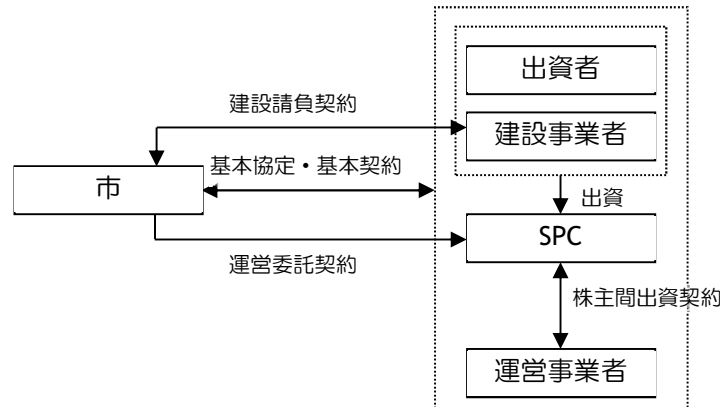 出資者
建設請負契約
建設事業者
基本協定・基本契約
市
出資
SPC
運営委託契約
株主間出資契約
運営事業者